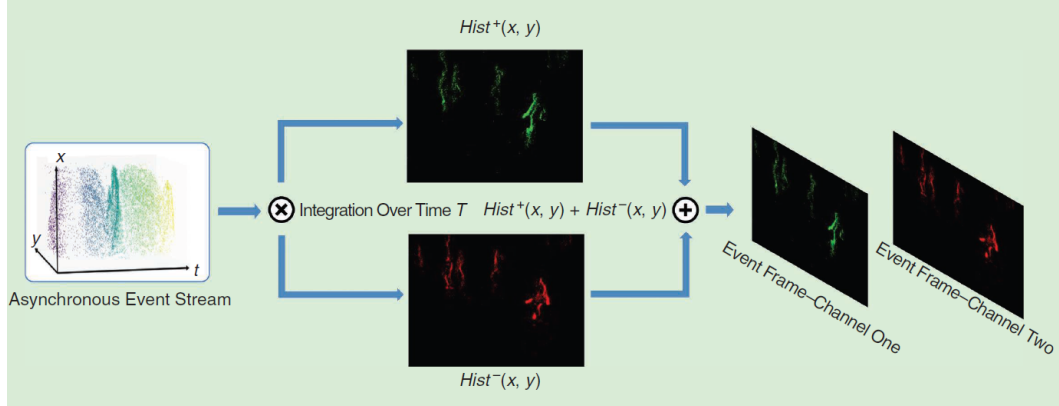 Hist⁺(x, y)
x
y
t
Asynchronous Event Stream
Integration Over Time T
Hist⁺(x, y) + Hist⁻(x, y)
Hist⁻(x, y)
Event Frame–Channel One
Event Frame–Channel Two